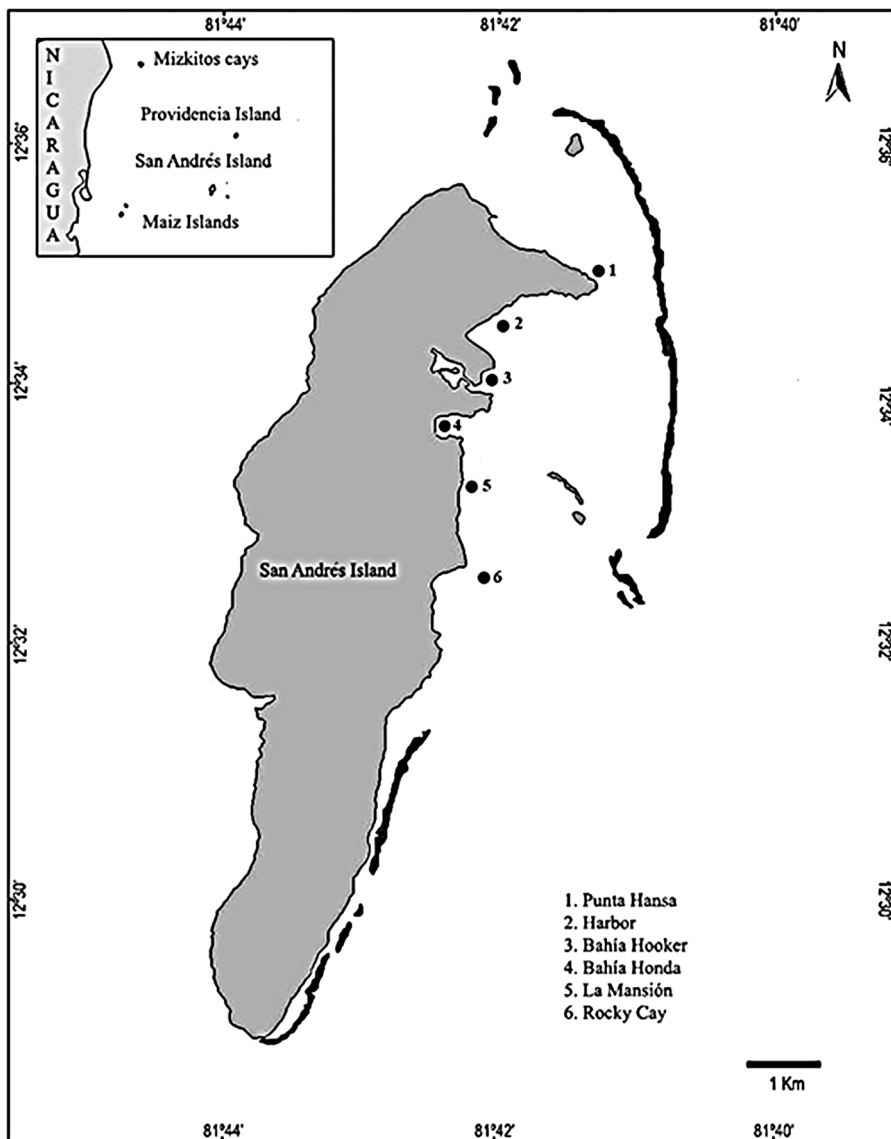 81°44' 81°42' 81°40'
N
NICARAGUA
Mizkitos cays
Providencia Island
San Andrés Island
Maiz Islands
12°36' 12°36'
1
2
12°34' 12°34'
3
4
5
San Andrés Island
6
12°32' 12°32'
12°30' 12°30'
1. Punta Hansa
2. Harbor
3. Bahía Hooker
4. Bahía Honda
5. La Mansión
6. Rocky Cay
1 Km
81°44' 81°42' 81°40'